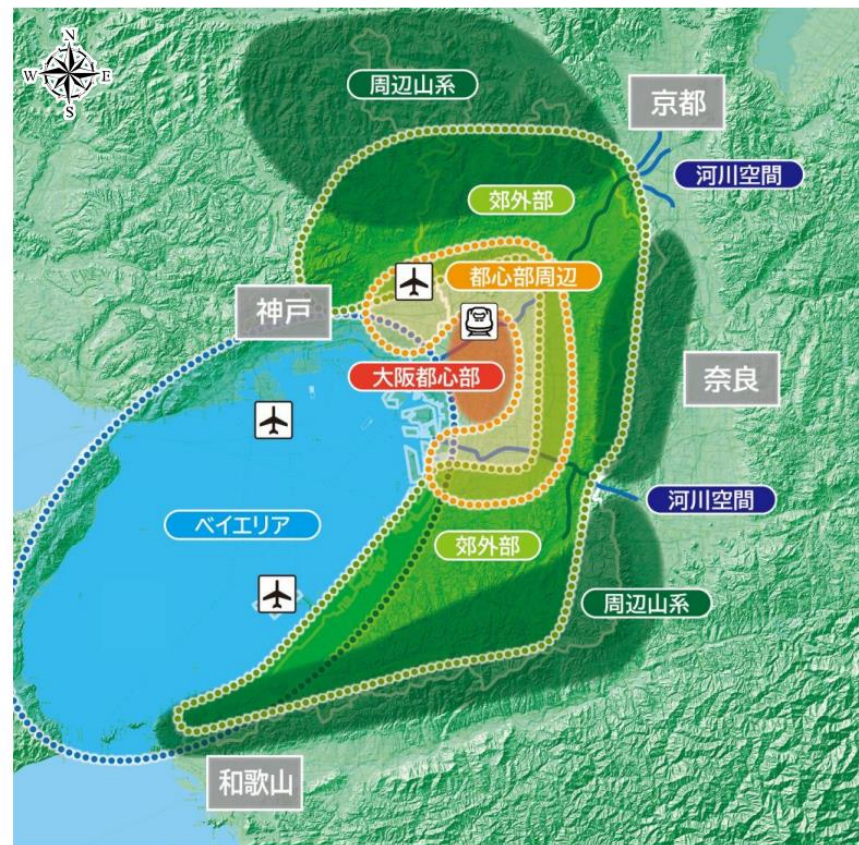 N
W
E
S
周辺山系
京都
河川空間
郊外部
都心部周辺
神戸
大阪都心部
奈良
河川空間
ベイエリア
郊外部
周辺山系
和歌山